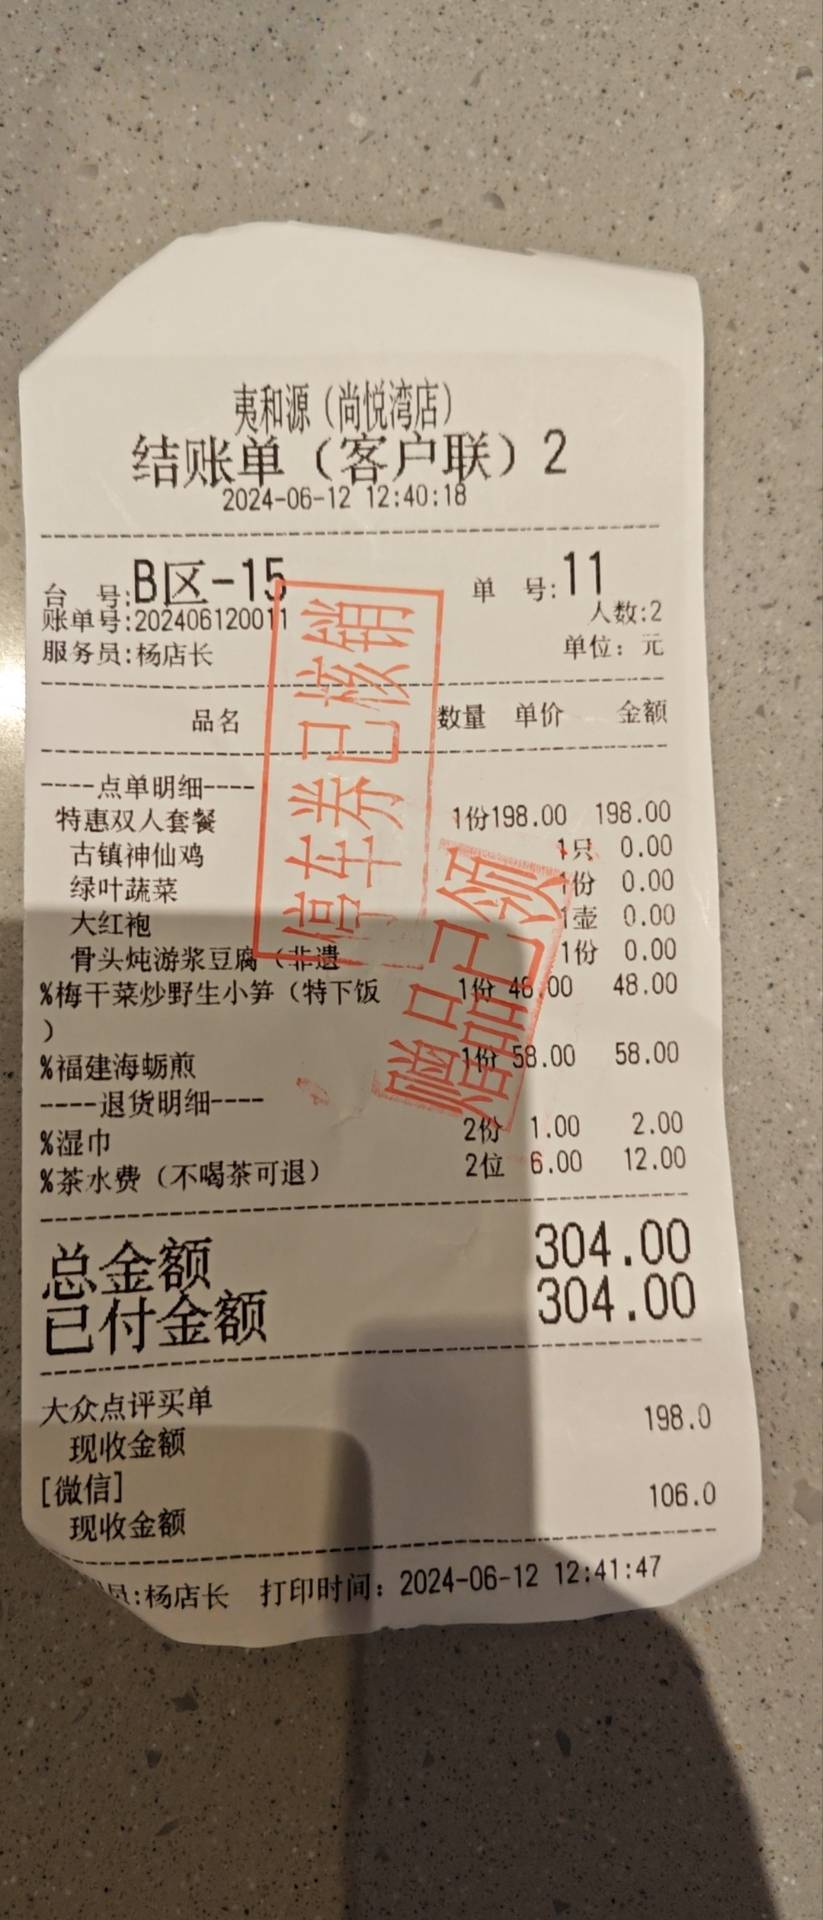 夷和源（尚悦湾店）
结账单（客户联）2
2024-06-12 12:40:18
台 号:B区-15 单 号:11
账单号:202406120011 人数:2
服务员:杨店长 单位：元
品名 数量 单价 金额
----点单明细----
特惠双人套餐 1份198.00 198.00
古镇神仙鸡 1只 0.00
绿叶蔬菜 1份 0.00
大红袍 1壶 0.00
骨头炖游浆豆腐（非遗 1份 0.00
%梅干菜炒野生小笋（特下饭 1份 48.00 48.00
）
%福建海蛎煎 1份 58.00 58.00
----退货明细----
%湿巾 2份 1.00 2.00
%茶水费（不喝茶可退） 2位 6.00 12.00
总金额 304.00
已付金额 304.00
大众点评买单
现收金额 198.0
[微信]
现收金额 106.0
员:杨店长 打印时间：2024-06-12 12:41:47
停车券已核销
赠品已领